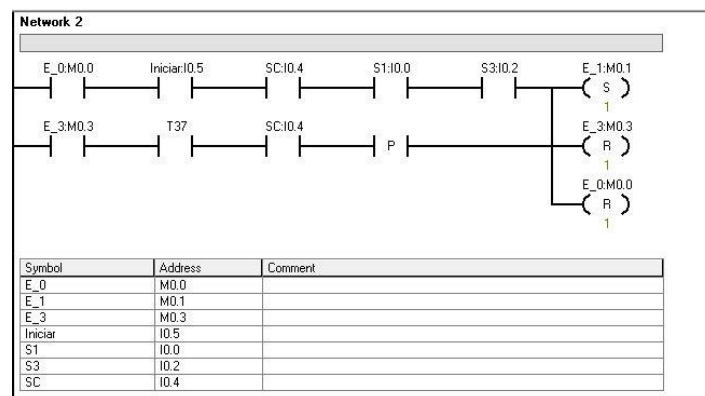 Network 2
E_0:M0.0 Iniciar:I0.5 SC:I0.4 S1:I0.0 S3:I0.2 E_1:M0.1
S
1
E_3:M0.3 T37 SC:I0.4 E_3:M0.3
P R
1
E_0:M0.0
R
1
Symbol Address Comment
E_0 M0.0
E_1 M0.1
E_3 M0.3
Iniciar I0.5
S1 I0.0
S3 I0.2
SC I0.4